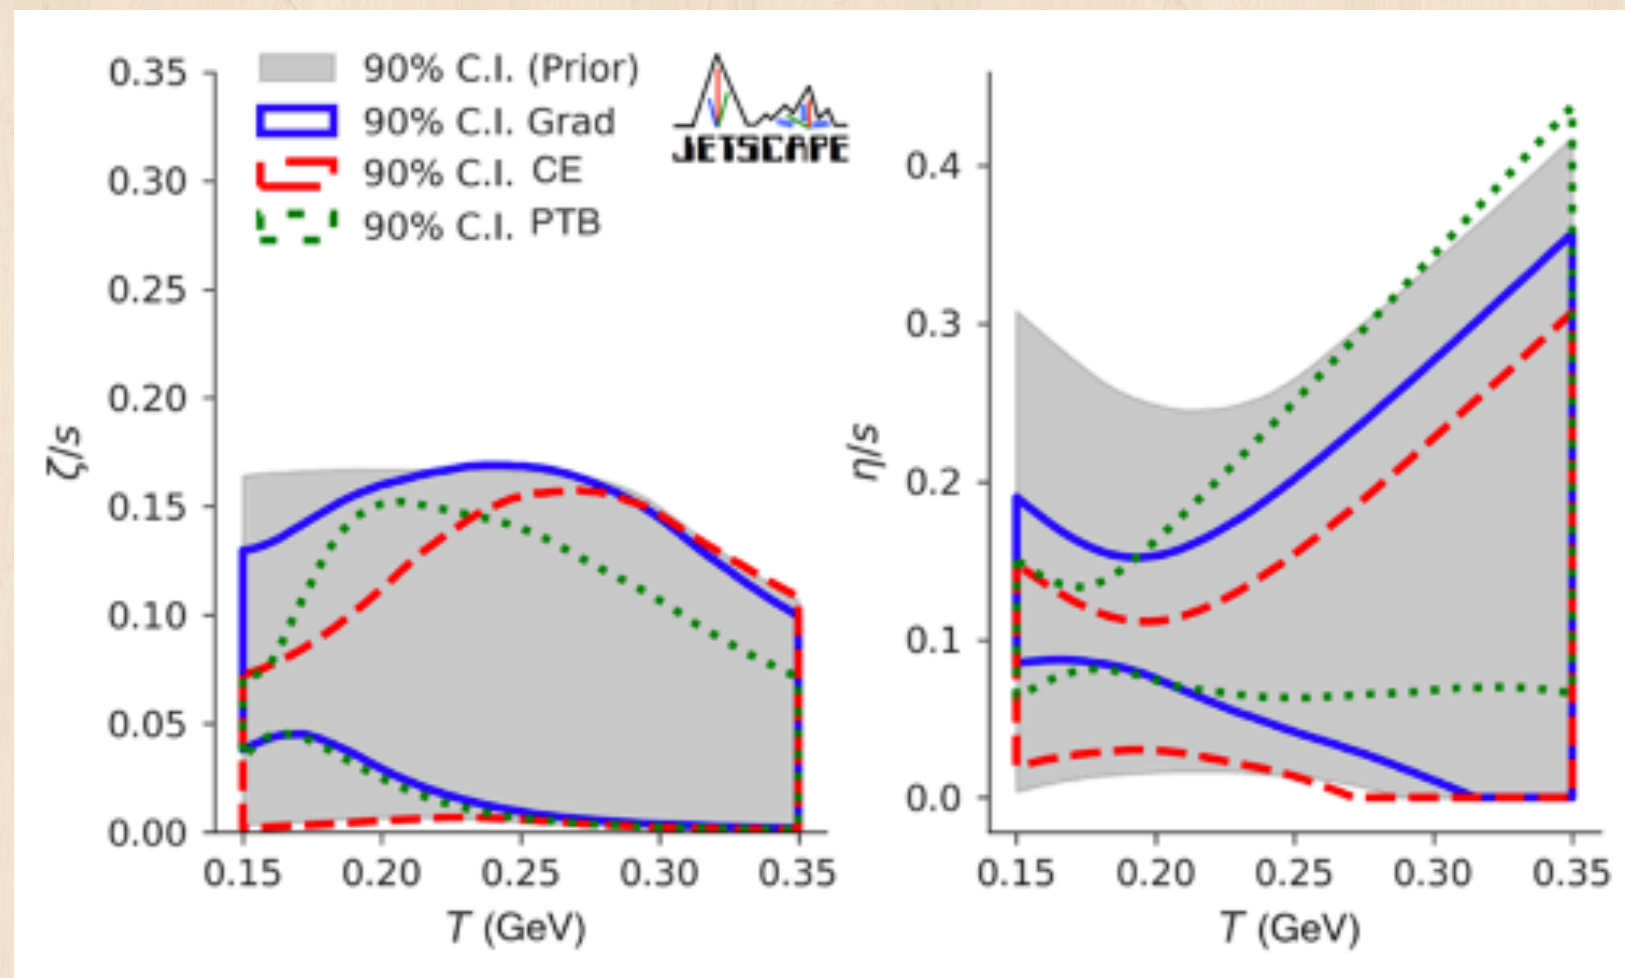 90% C.I. (Prior)
90% C.I. Grad
90% C.I. CE
90% C.I. PTB
JETSCAPE
ζ/s
0.35
0.30
0.25
0.20
0.15
0.10
0.05
0.00
0.15 0.20 0.25 0.30 0.35
T (GeV)
η/s
0.4
0.3
0.2
0.1
0.0
0.15 0.20 0.25 0.30 0.35
T (GeV)